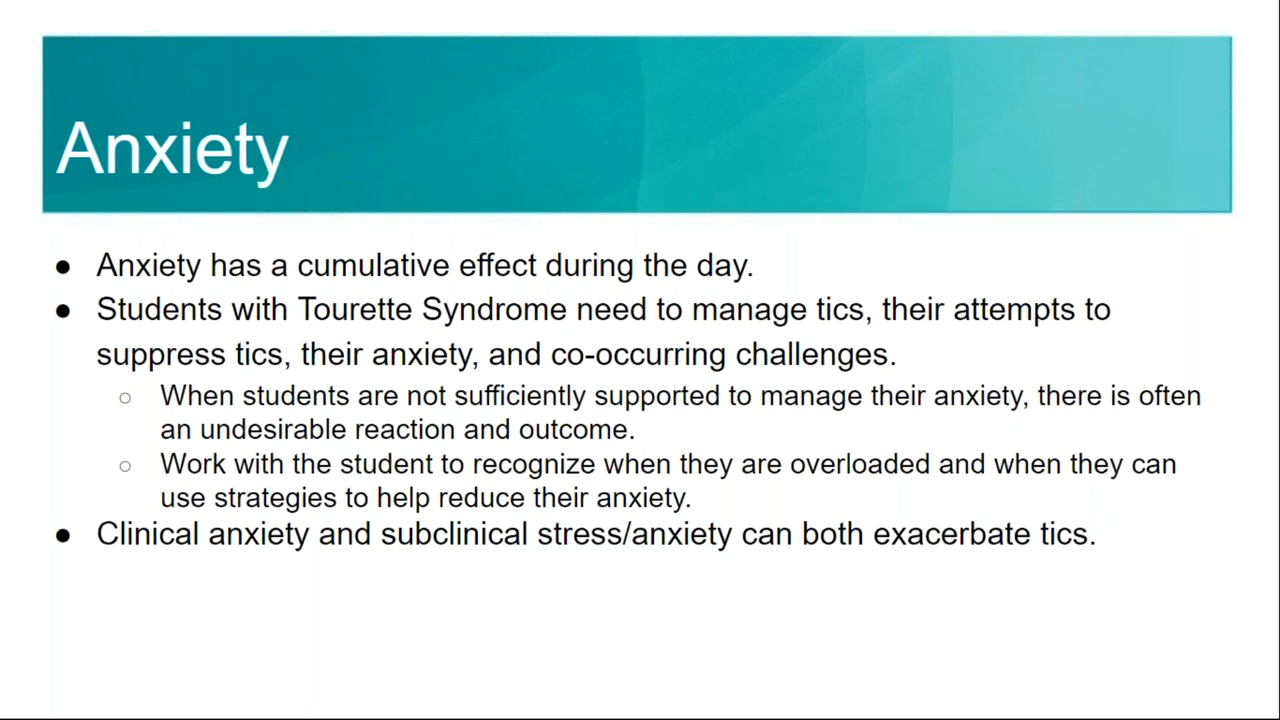 Anxiety
● Anxiety has a cumulative effect during the day.
● Students with Tourette Syndrome need to manage tics, their attempts to
suppress tics, their anxiety, and co-occurring challenges.
○ When students are not sufficiently supported to manage their anxiety, there is often
an undesirable reaction and outcome.
○ Work with the student to recognize when they are overloaded and when they can
use strategies to help reduce their anxiety.
● Clinical anxiety and subclinical stress/anxiety can both exacerbate tics.